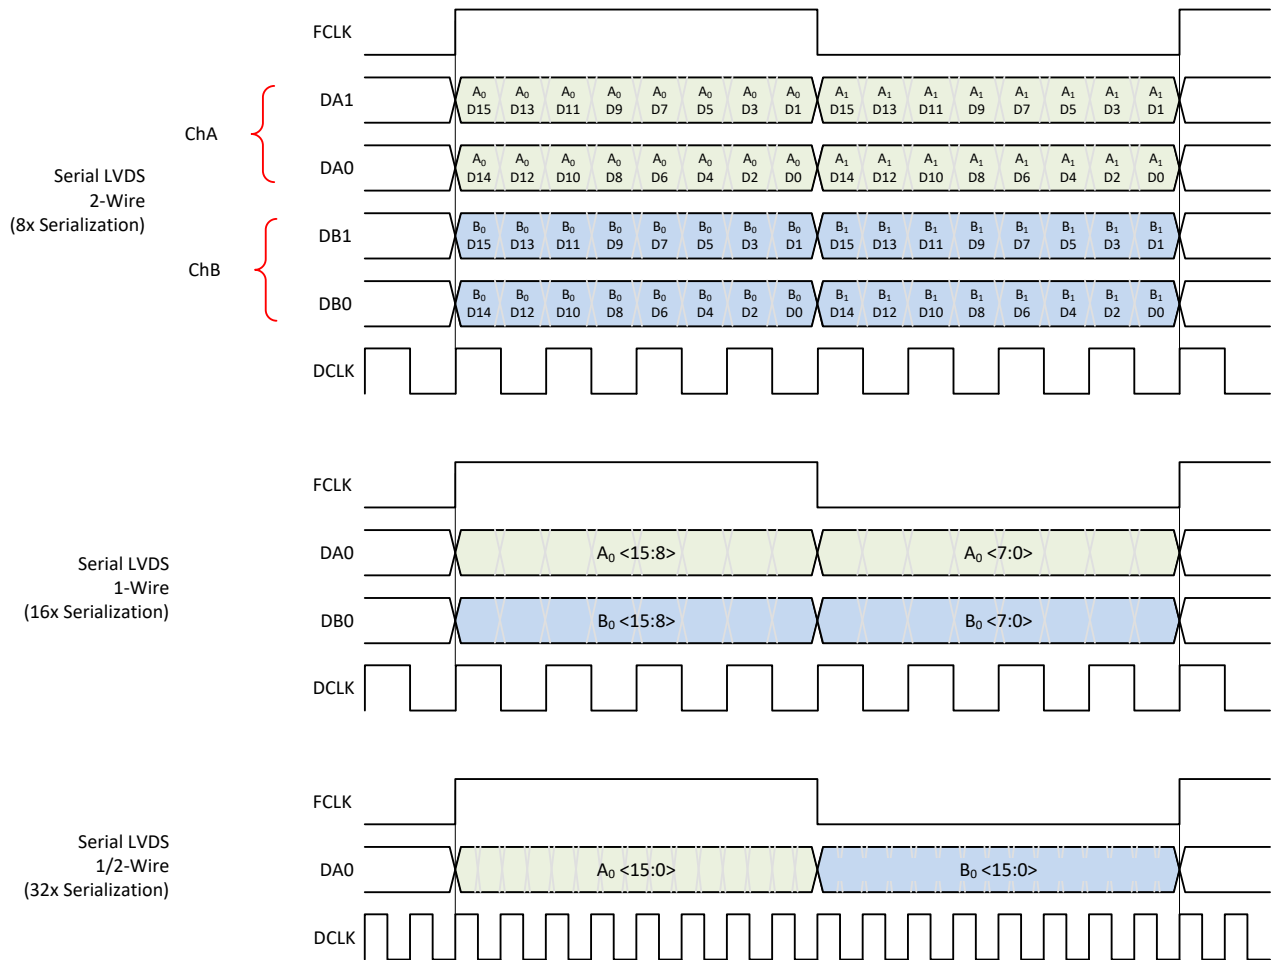 FCLK
DA1
A₀ A₀ A₀ A₀ A₀ A₀ A₀ A₀ A₁ A₁ A₁ A₁ A₁ A₁ A₁ A₁
D15 D13 D11 D9 D7 D5 D3 D1 D15 D13 D11 D9 D7 D5 D3 D1
ChA
DA0
A₀ A₀ A₀ A₀ A₀ A₀ A₀ A₀ A₁ A₁ A₁ A₁ A₁ A₁ A₁ A₁
D14 D12 D10 D8 D6 D4 D2 D0 D14 D12 D10 D8 D6 D4 D2 D0
Serial LVDS
2-Wire
(8x Serialization)
DB1
B₀ B₀ B₀ B₀ B₀ B₀ B₀ B₀ B₁ B₁ B₁ B₁ B₁ B₁ B₁ B₁
D15 D13 D11 D9 D7 D5 D3 D1 D15 D13 D11 D9 D7 D5 D3 D1
ChB
DB0
B₀ B₀ B₀ B₀ B₀ B₀ B₀ B₀ B₁ B₁ B₁ B₁ B₁ B₁ B₁ B₁
D14 D12 D10 D8 D6 D4 D2 D0 D14 D12 D10 D8 D6 D4 D2 D0
DCLK
FCLK
DA0
A₀ <15:8> A₀ <7:0>
Serial LVDS
1-Wire
(16x Serialization)
DB0
B₀ <15:8> B₀ <7:0>
DCLK
FCLK
Serial LVDS
1/2-Wire
(32x Serialization)
DA0
A₀ <15:0> B₀ <15:0>
DCLK